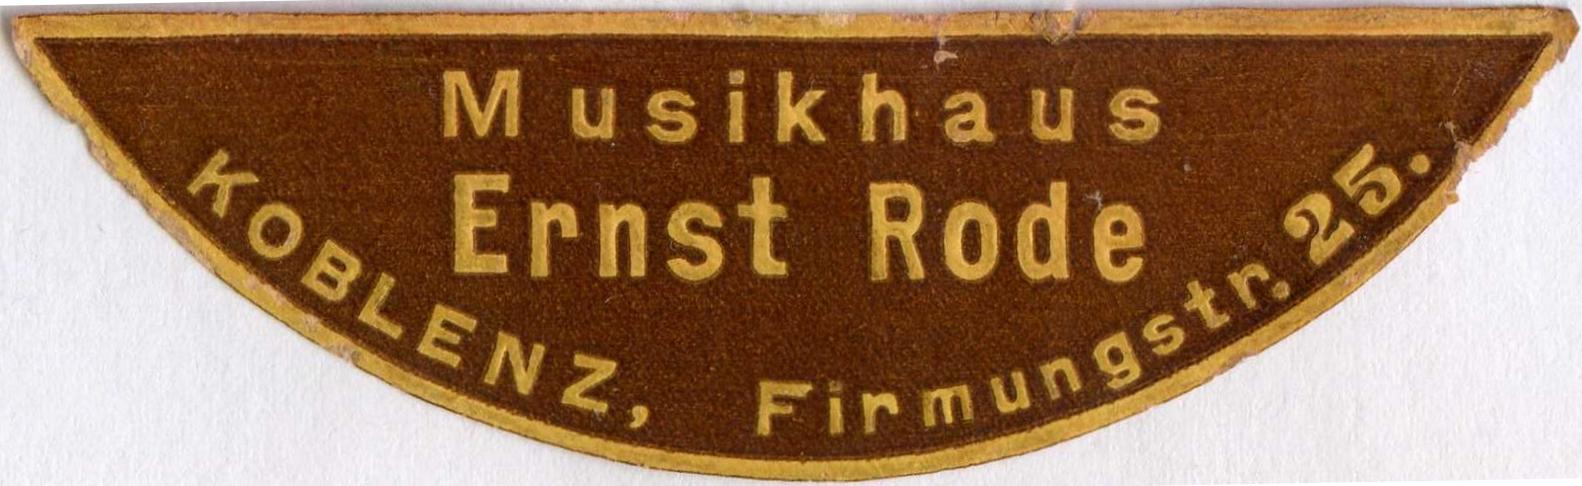 Musikhaus
Ernst Rode
KOBLENZ, Firmungstr. 25.